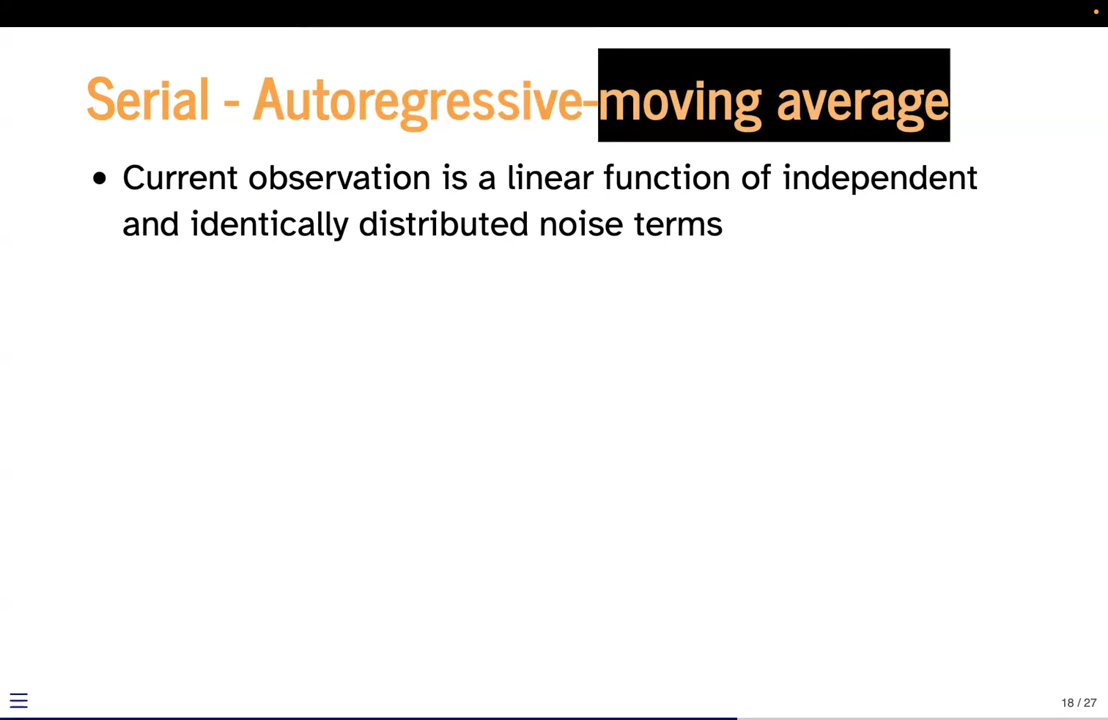 Serial - Autoregressive-moving average
• Current observation is a linear function of independent
and identically distributed noise terms
18 / 27